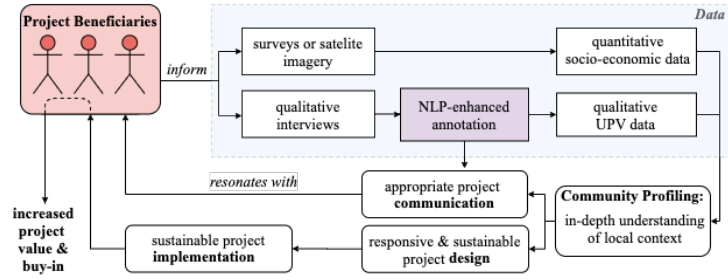 Project Beneficiaries
Data
inform
surveys or satelite
imagery
quantitative
socio-economic data
qualitative
interviews
NLP-enhanced
annotation
qualitative
UPV data
resonates with
appropriate project
communication
Community Profiling:
in-depth understanding
of local context
increased
project
value &
buy-in
sustainable project
implementation
responsive & sustainable
project design